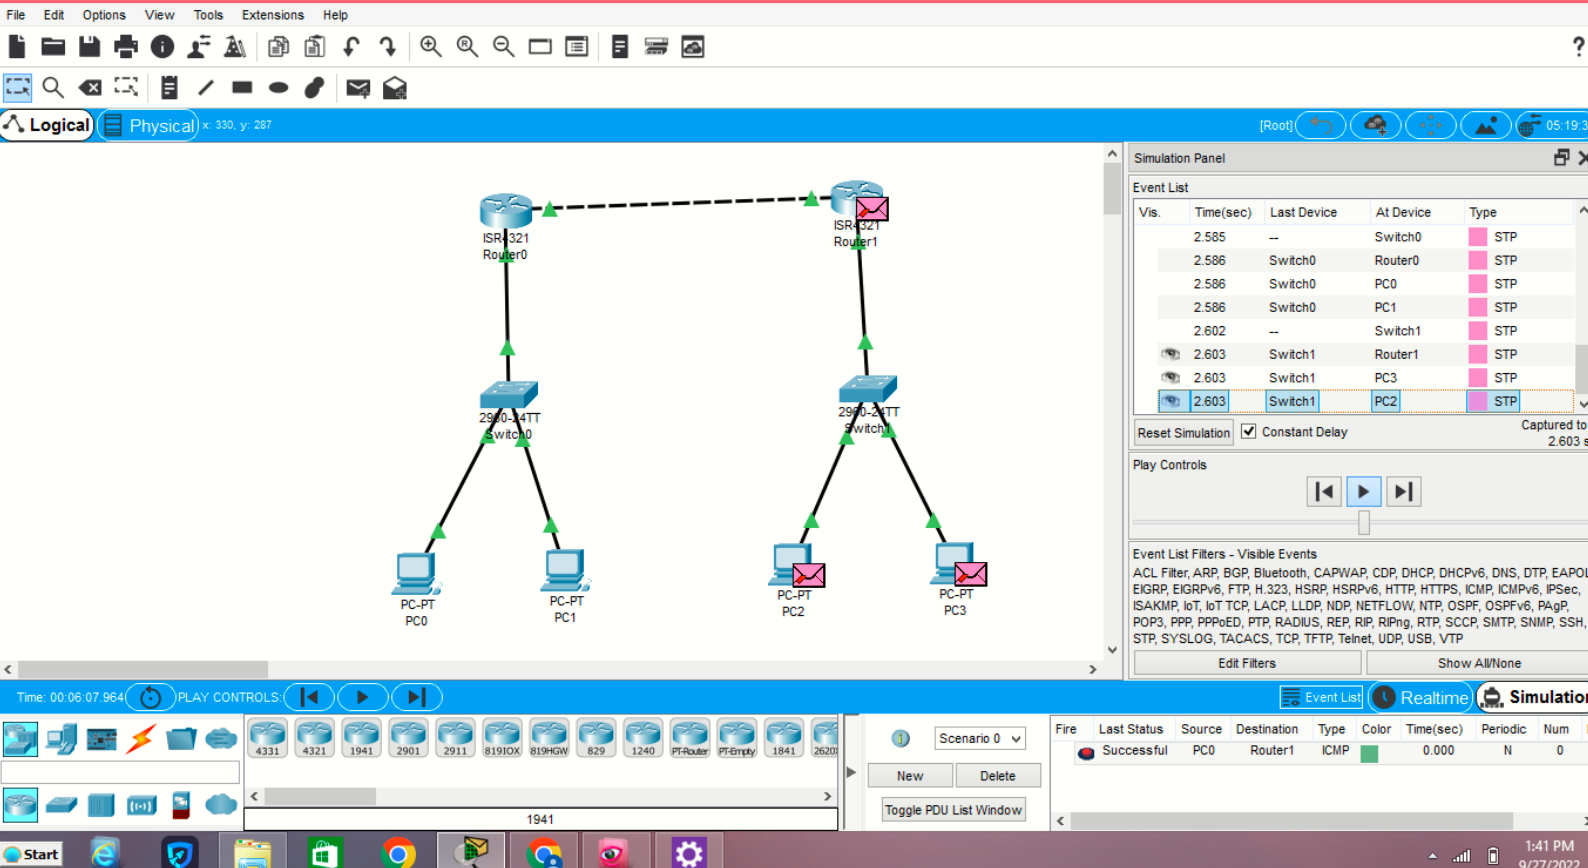 File Edit Options View Tools Extensions Help
?
Logical Physical x: 330, y: 287 [Root] 05:19:3
ISR4321
Router0
ISR4321
Router1
2960-24TT
Switch0
2960-24TT
Switch1
PC-PT
PC0
PC-PT
PC1
PC-PT
PC2
PC-PT
PC3
Simulation Panel
Event List
Vis. Time(sec) Last Device At Device Type
2.585 -- Switch0 STP
2.586 Switch0 Router0 STP
2.586 Switch0 PC0 STP
2.586 Switch0 PC1 STP
2.602 -- Switch1 STP
2.603 Switch1 Router1 STP
2.603 Switch1 PC3 STP
2.603 Switch1 PC2 STP
Reset Simulation Constant Delay Captured to
2.603 s
Play Controls
Event List Filters - Visible Events
ACL Filter, ARP, BGP, Bluetooth, CAPWAP, CDP, DHCP, DHCPv6, DNS, DTP, EAPOL
EIGRP, EIGRPv6, FTP, H.323, HSRP, HSRPv6, HTTP, HTTPS, ICMP, ICMPv6, IPSec,
ISAKMP, IoT, IoT TCP, LACP, LLDP, NDP, NETFLOW, NTP, OSPF, OSPFv6, PAgP,
POP3, PPP, PPPoED, PTP, RADIUS, REP, RIP, RIPng, RTP, SCCP, SMTP, SNMP, SSH,
STP, SYSLOG, TACACS, TCP, TFTP, Telnet, UDP, USB, VTP
Edit Filters Show All/None
Time: 00:06:07.964 PLAY CONTROLS: Event List Realtime Simulation
4331 4321 1941 2901 2911 819IOX 819HGW 829 1240 PT-Router PT-Empty 1841 2620
1941
Scenario 0
New Delete
Toggle PDU List Window
Fire Last Status Source Destination Type Color Time(sec) Periodic Num
Successful PC0 Router1 ICMP 0.000 N 0
Start
1:41 PM
9/27/2022